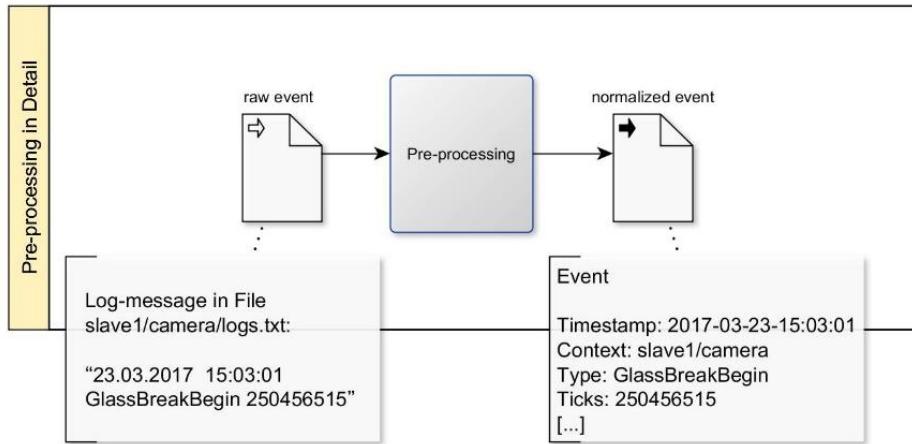 Pre-processing in Detail
raw event
Pre-processing
normalized event
Log-message in File
slave1/camera/logs.txt:
“23.03.2017 15:03:01
GlassBreakBegin 250456515”
Event
Timestamp: 2017-03-23-15:03:01
Context: slave1/camera
Type: GlassBreakBegin
Ticks: 250456515
[...]